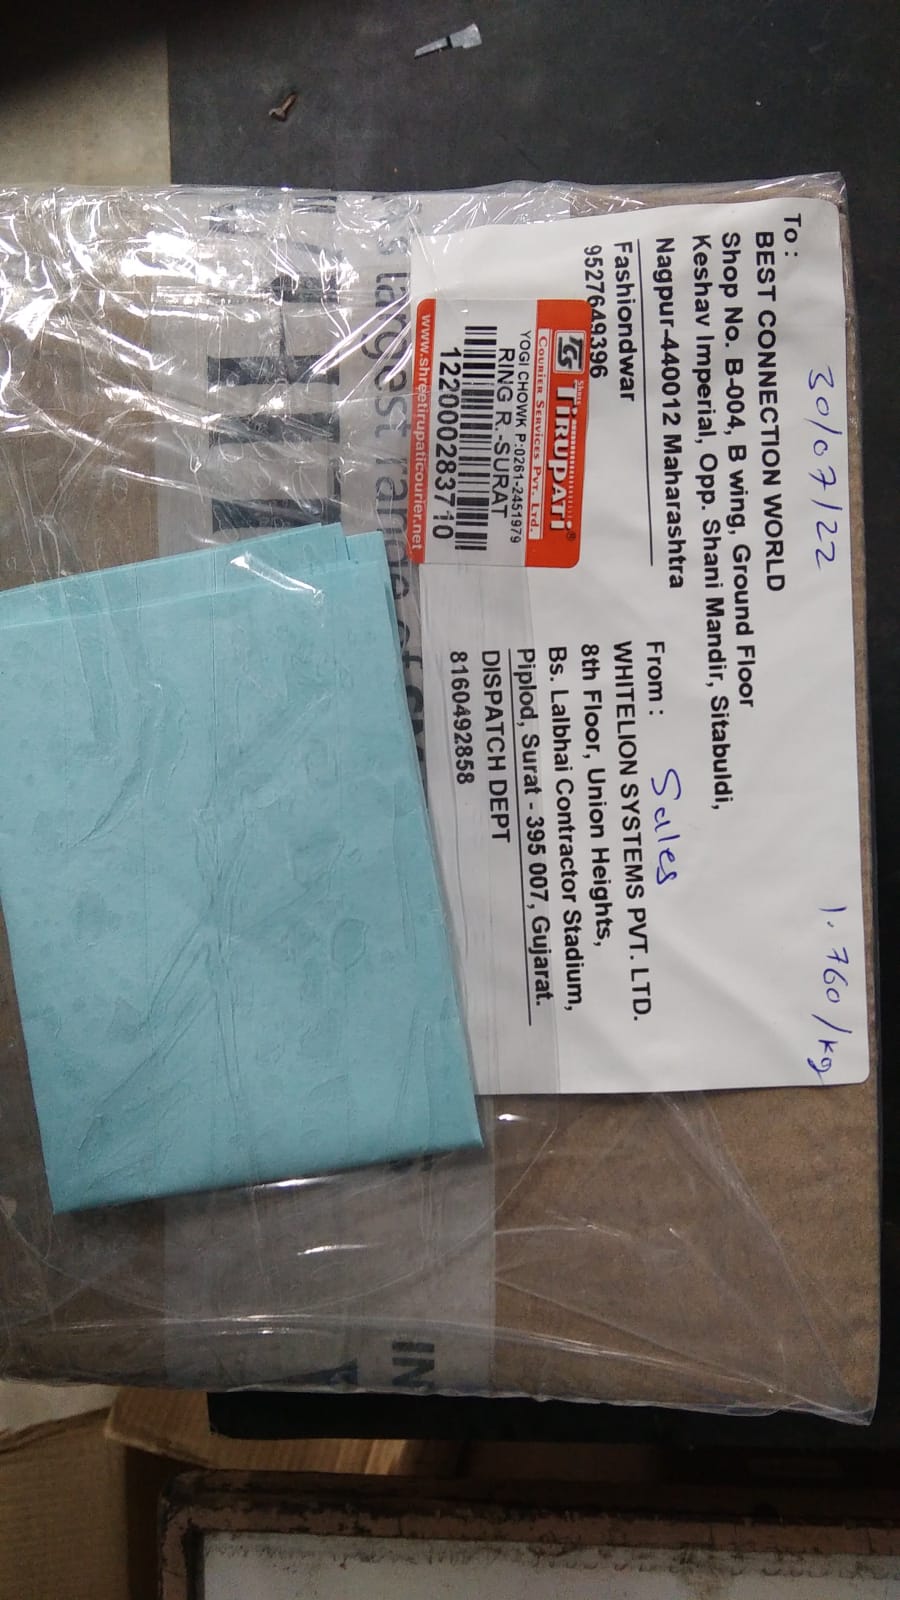 30/07/22
1.760/kg
To :
BEST CONNECTION WORLD
Shop No. B-004, B wing, Ground Floor
Keshav Imperial, Opp. Shani Mandir, Sitabuldi,
Nagpur-440012 Maharashtra
Fashiondwar
9527649396
Shree
TIRUPATI®
COURIER SERVICES PVT. LTD.
YOGI CHOWK P:0261-2451979
RING R.-SURAT
122000283710
www.shreetirupaticourier.net
From :
Sales
WHITELION SYSTEMS PVT. LTD.
8th Floor, Union Heights,
Bs. Lalbhai Contractor Stadium,
Piplod, Surat - 395 007, Gujarat.
DISPATCH DEPT
8160492858
largest range of
IN